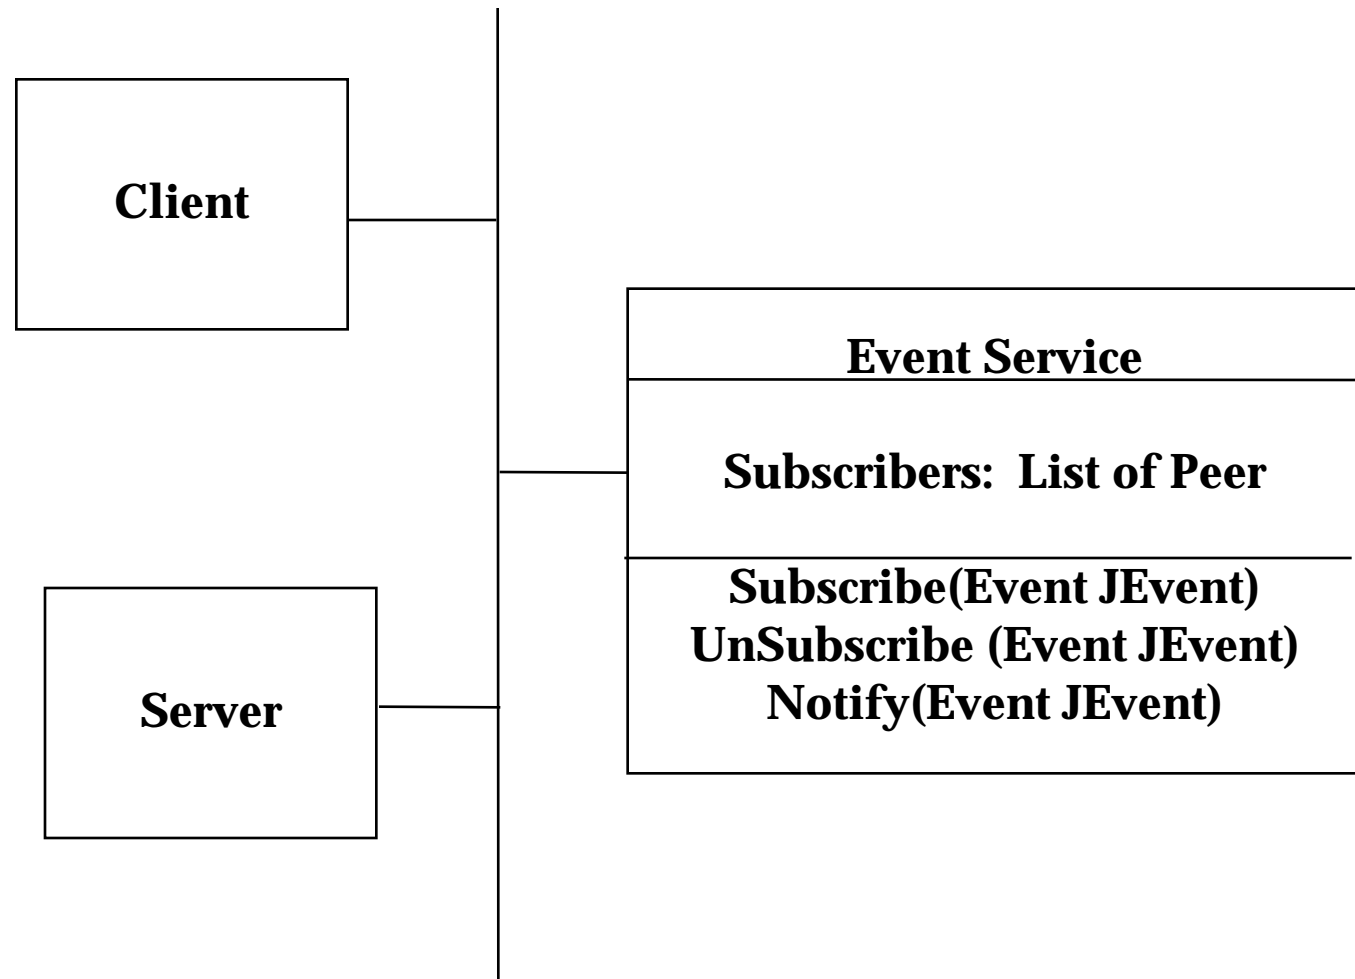 Client
Event Service
Subscribers:  List of Peer
Subscribe(Event JEvent)
UnSubscribe (Event JEvent)
Notify(Event JEvent)
Server